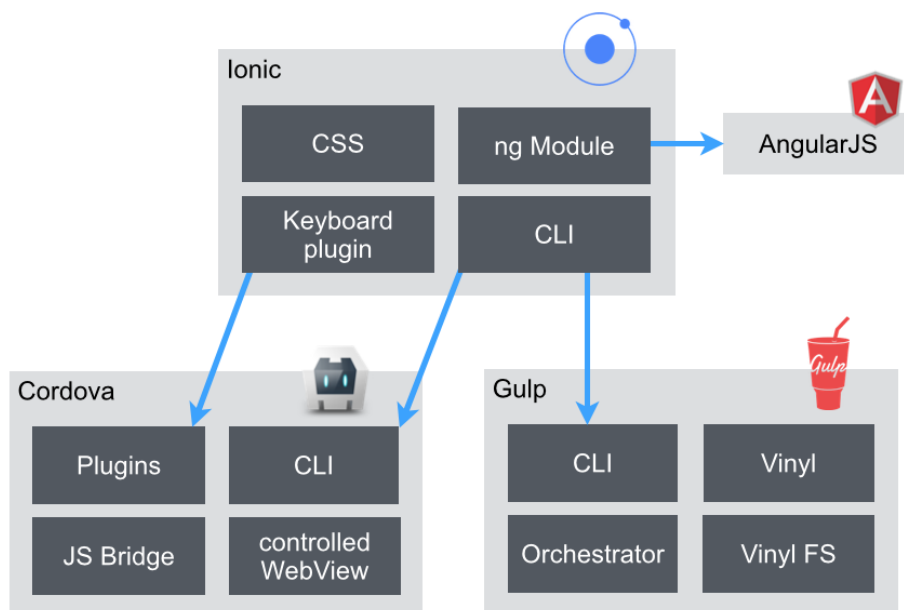 Ionic
CSS
ng Module
AngularJS
Keyboard
plugin
CLI
Cordova
Plugins
CLI
JS Bridge
controlled
WebView
Gulp
Gulp
CLI
Vinyl
Orchestrator
Vinyl FS
A